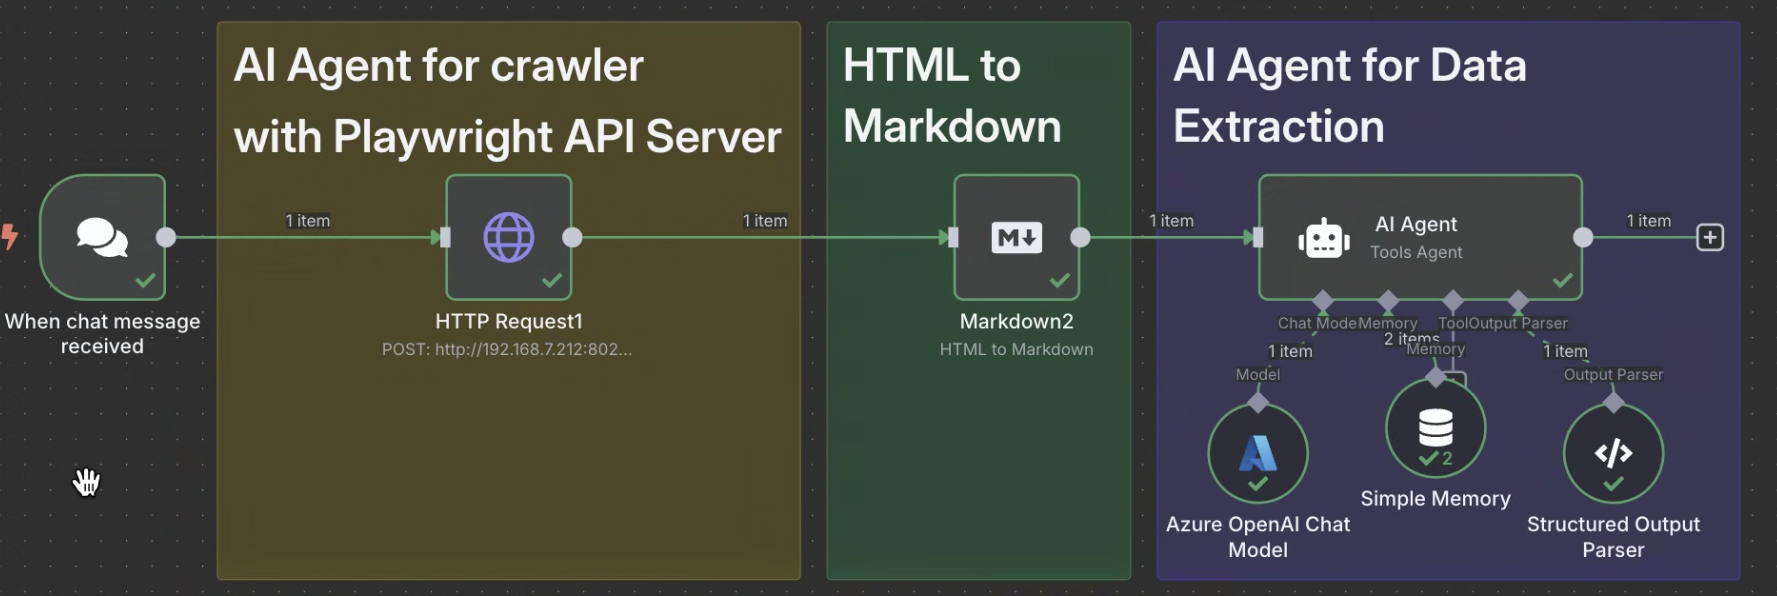 AI Agent for crawler
with Playwright API Server
HTML to
Markdown
AI Agent for Data
Extraction
1 item
1 item
1 item
1 item
AI Agent
Tools Agent
When chat message
received
HTTP Request1
POST: http://192.168.7.212:802...
Markdown2
HTML to Markdown
Chat Mode
Memory
Tool
Output Parser
1 item
2 items
Memory
1 item
Model
Output Parser
2
Azure OpenAI Chat
Model
Simple Memory
Structured Output
Parser